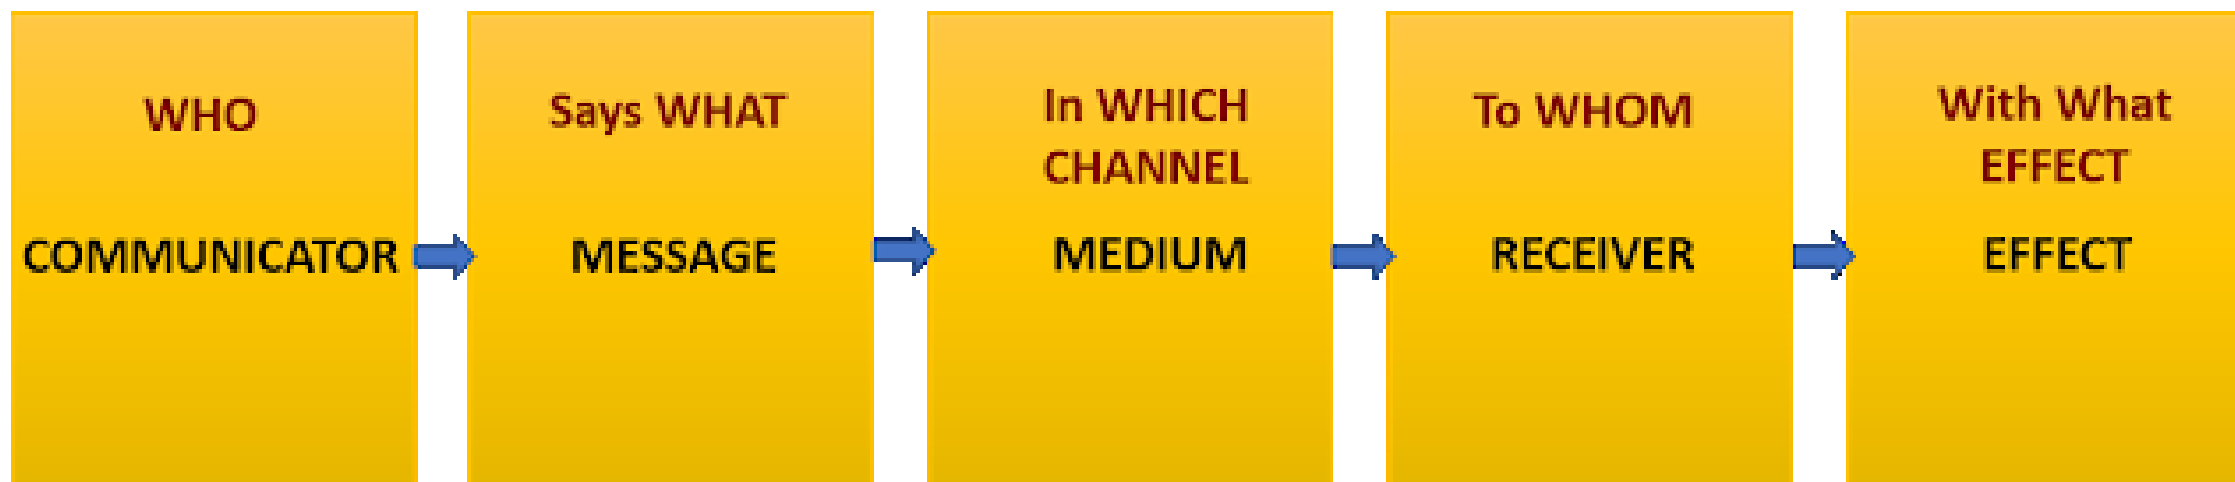 WHO
COMMUNICATOR
Says WHAT
MESSAGE
In WHICH
CHANNEL
MEDIUM
To WHOM
RECEIVER
With What
EFFECT
EFFECT